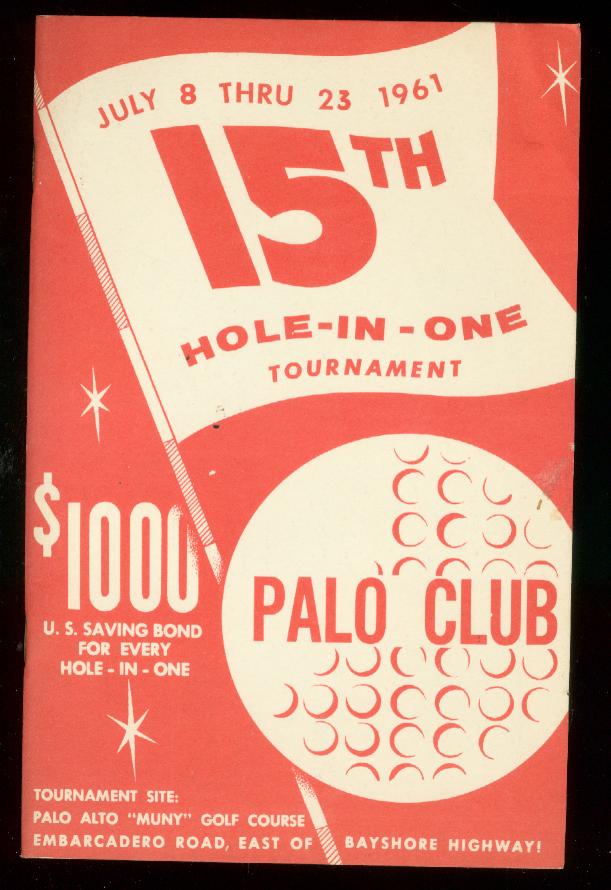 JULY 8 THRU 23 1961
15TH
HOLE-IN-ONE
TOURNAMENT
$1000
U. S. SAVING BOND
FOR EVERY
HOLE-IN-ONE
PALO CLUB
TOURNAMENT SITE:
PALO ALTO "MUNY" GOLF COURSE
EMBARCADERO ROAD, EAST OF BAYSHORE HIGHWAY!